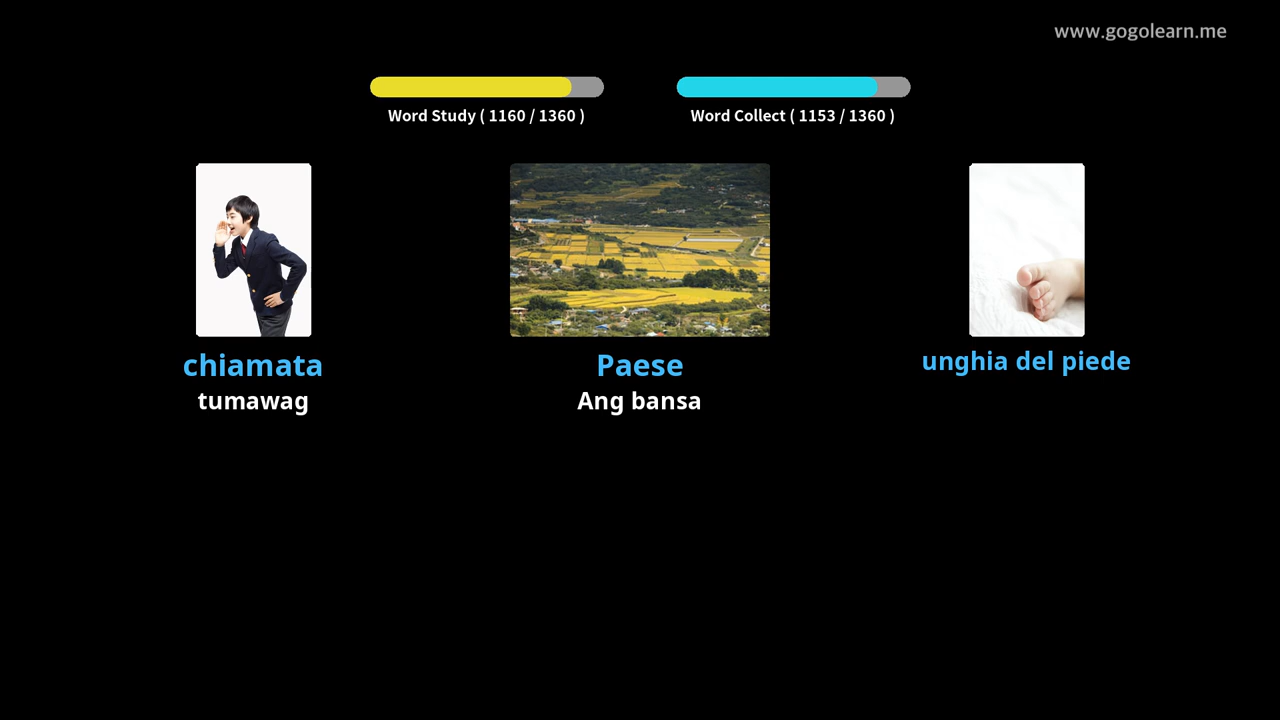 www.gogolearn.me
Word Study ( 1160 / 1360 )
Word Collect ( 1153 / 1360 )
chiamata
tumawag
Paese
Ang bansa
unghia del piede